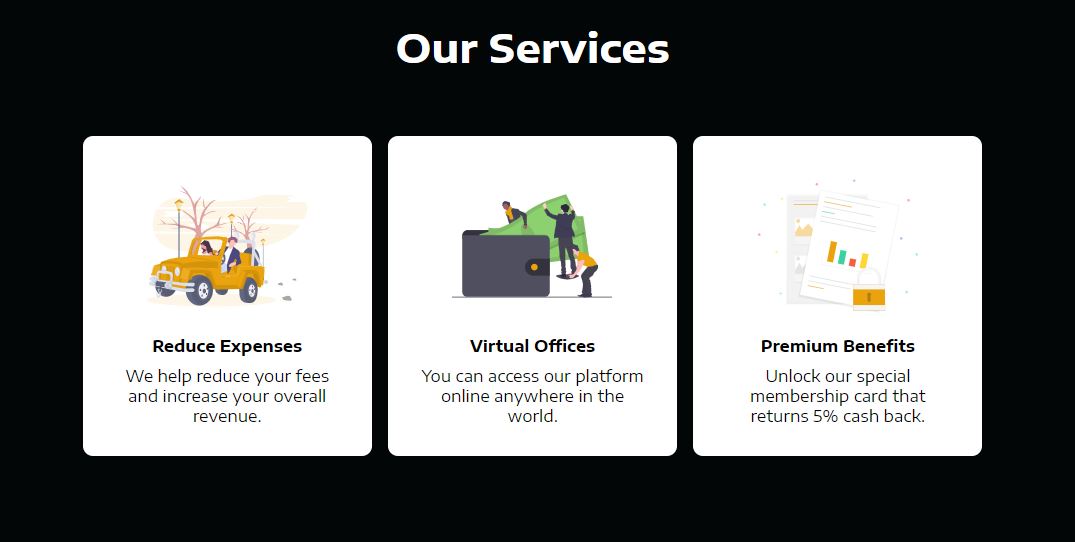 Our Services
Reduce Expenses
We help reduce your fees
and increase your overall
revenue.
Virtual Offices
You can access our platform
online anywhere in the
world.
Premium Benefits
Unlock our special
membership card that
returns 5% cash back.